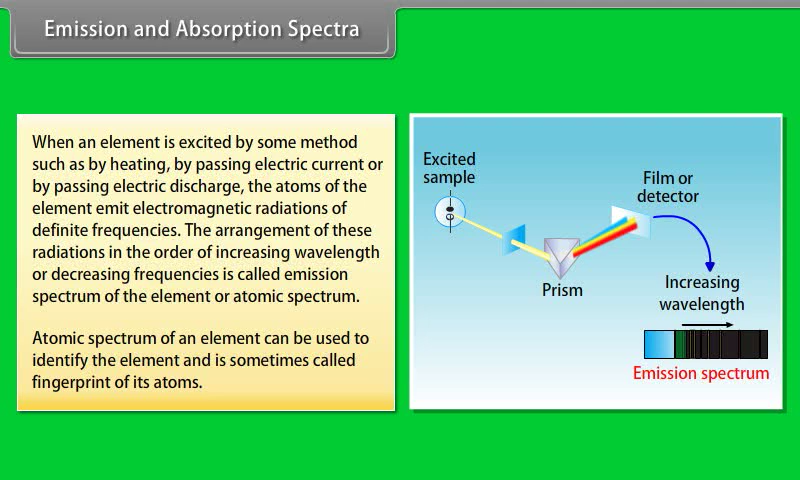 Emission and Absorption Spectra
When an element is excited by some method
such as by heating, by passing electric current or
by passing electric discharge, the atoms of the
element emit electromagnetic radiations of
definite frequencies. The arrangement of these
radiations in the order of increasing wavelength
or decreasing frequencies is called emission
spectrum of the element or atomic spectrum.
Atomic spectrum of an element can be used to
identify the element and is sometimes called
fingerprint of its atoms.
Excited
sample
Film or
detector
Prism
Increasing
wavelength
Emission spectrum